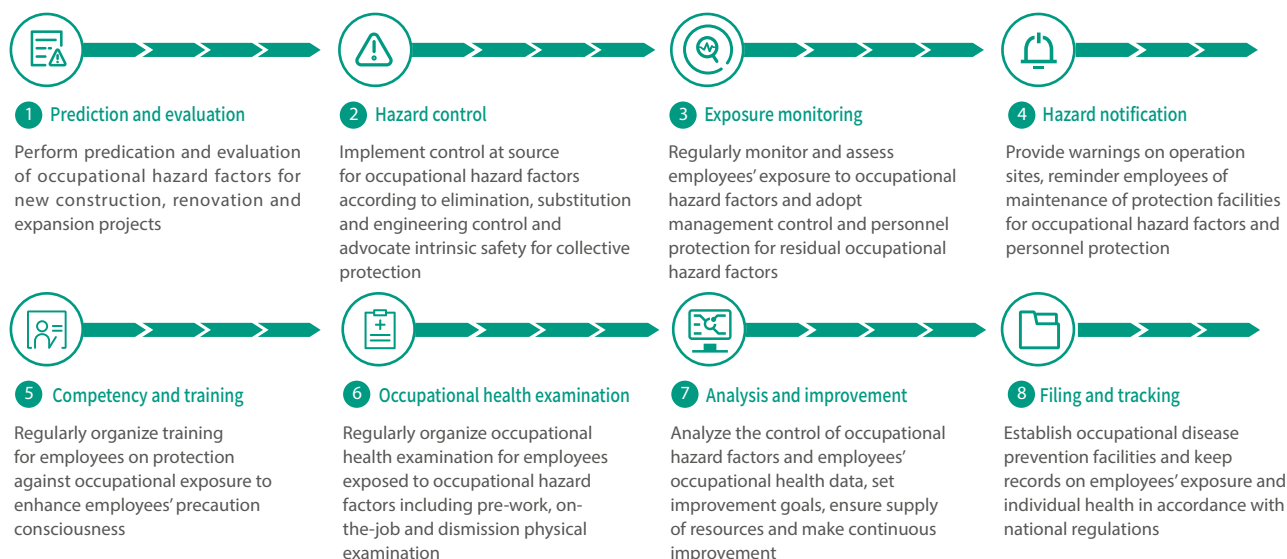 1 Prediction and evaluation
Perform predication and evaluation
of occupational hazard factors for
new construction, renovation and
expansion projects
2 Hazard control
Implement control at source
for occupational hazard factors
according to elimination, substitution
and engineering control and
advocate intrinsic safety for collective
protection
3 Exposure monitoring
Regularly monitor and assess
employees' exposure to occupational
hazard factors and adopt
management control and personnel
protection for residual occupational
hazard factors
4 Hazard notification
Provide warnings on operation
sites, reminder employees of
maintenance of protection facilities
for occupational hazard factors and
personnel protection
5 Competency and training
Regularly organize training
for employees on protection
against occupational exposure to
enhance employees' precaution
consciousness
6 Occupational health examination
Regularly organize occupational
health examination for employees
exposed to occupational hazard
factors including pre-work, on-
the-job and dismission physical
examination
7 Analysis and improvement
Analyze the control of occupational
hazard factors and employees'
occupational health data, set
improvement goals, ensure supply
of resources and make continuous
improvement
8 Filing and tracking
Establish occupational disease
prevention facilities and keep
records on employees' exposure and
individual health in accordance with
national regulations